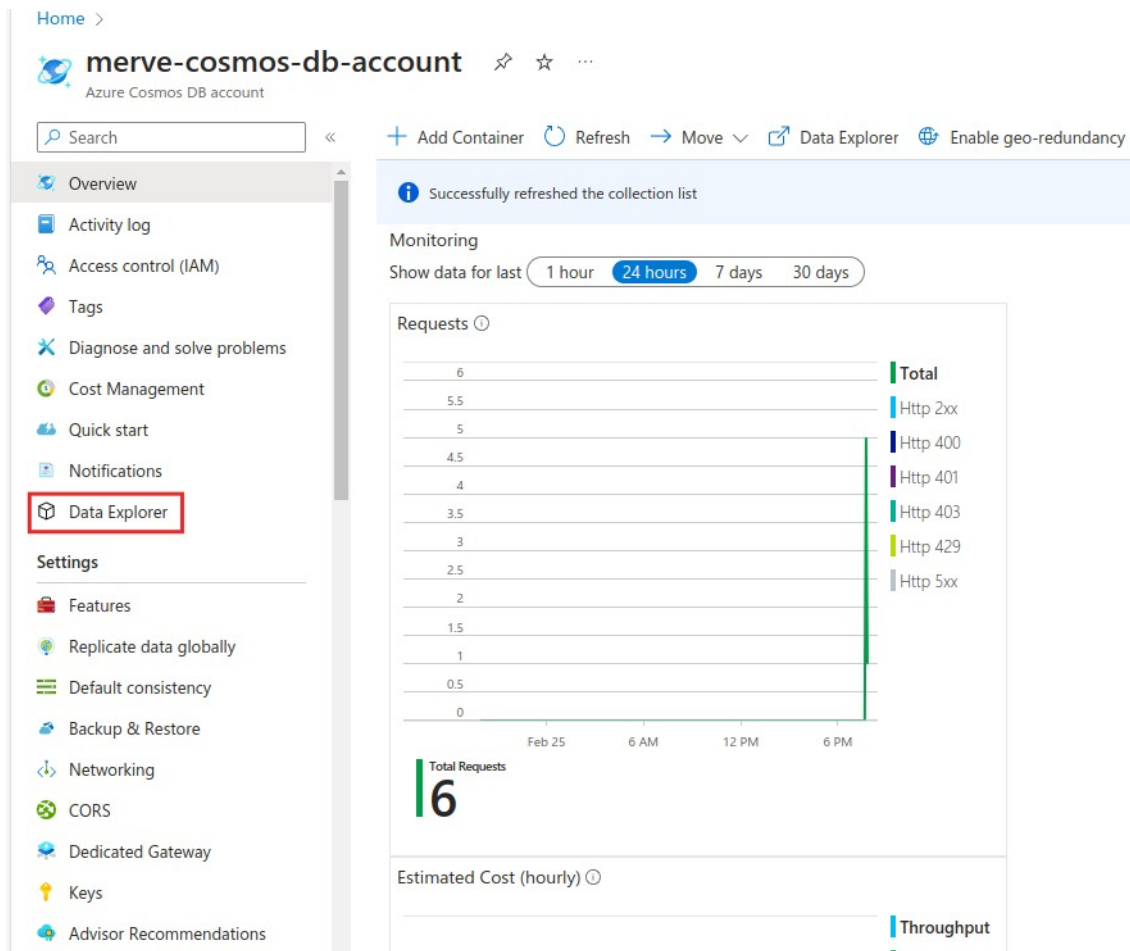 Home >
merve-cosmos-db-account ...
Azure Cosmos DB account
Search «
Add Container Refresh Move Data Explorer Enable geo-redundancy
Overview
Activity log
Access control (IAM)
Tags
Diagnose and solve problems
Cost Management
Quick start
Notifications
Data Explorer
Settings
Features
Replicate data globally
Default consistency
Backup & Restore
Networking
CORS
Dedicated Gateway
Keys
Advisor Recommendations
Successfully refreshed the collection list
Monitoring
Show data for last 1 hour 24 hours 7 days 30 days
Requests
6
5.5
5
4.5
4
3.5
3
2.5
2
1.5
1
0.5
0
Feb 25 6 AM 12 PM 6 PM
Total
Http 2xx
Http 400
Http 401
Http 403
Http 429
Http 5xx
Total Requests
6
Estimated Cost (hourly)
Throughput